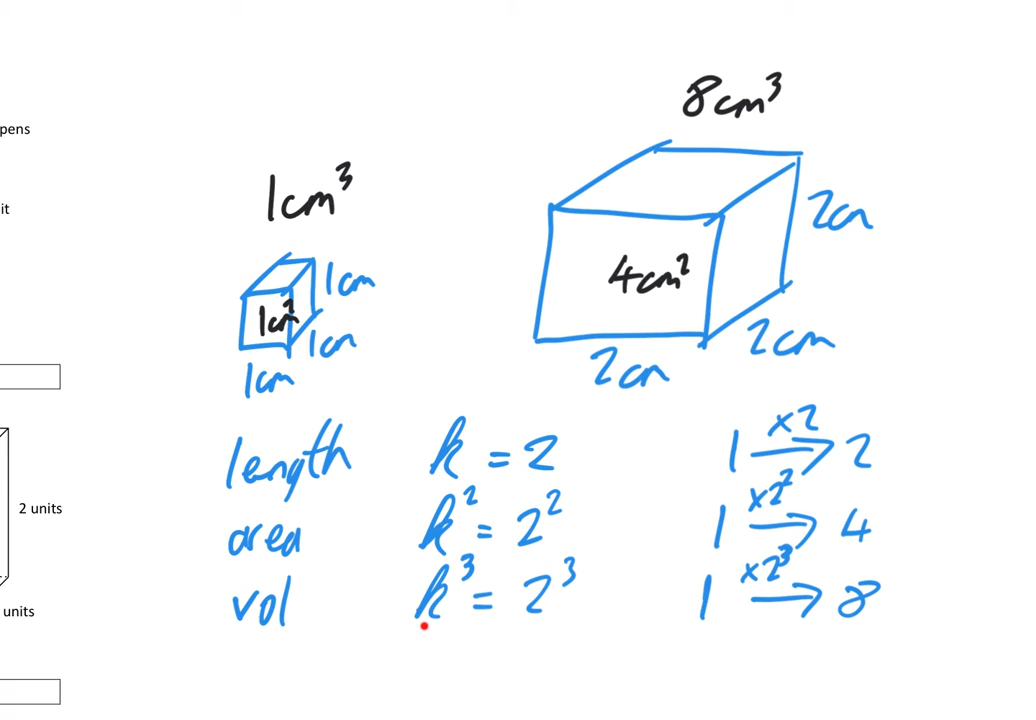 8cm³
pens
1cm³
it
2cm
1cm
4cm²
1cm²
1cm
2cm
2cm
1cm
length k = 2 1 ×2 → 2
2 units
area k² = 2² 1 ×2² → 4
vol k³ = 2³ 1 ×2³ → 8
units